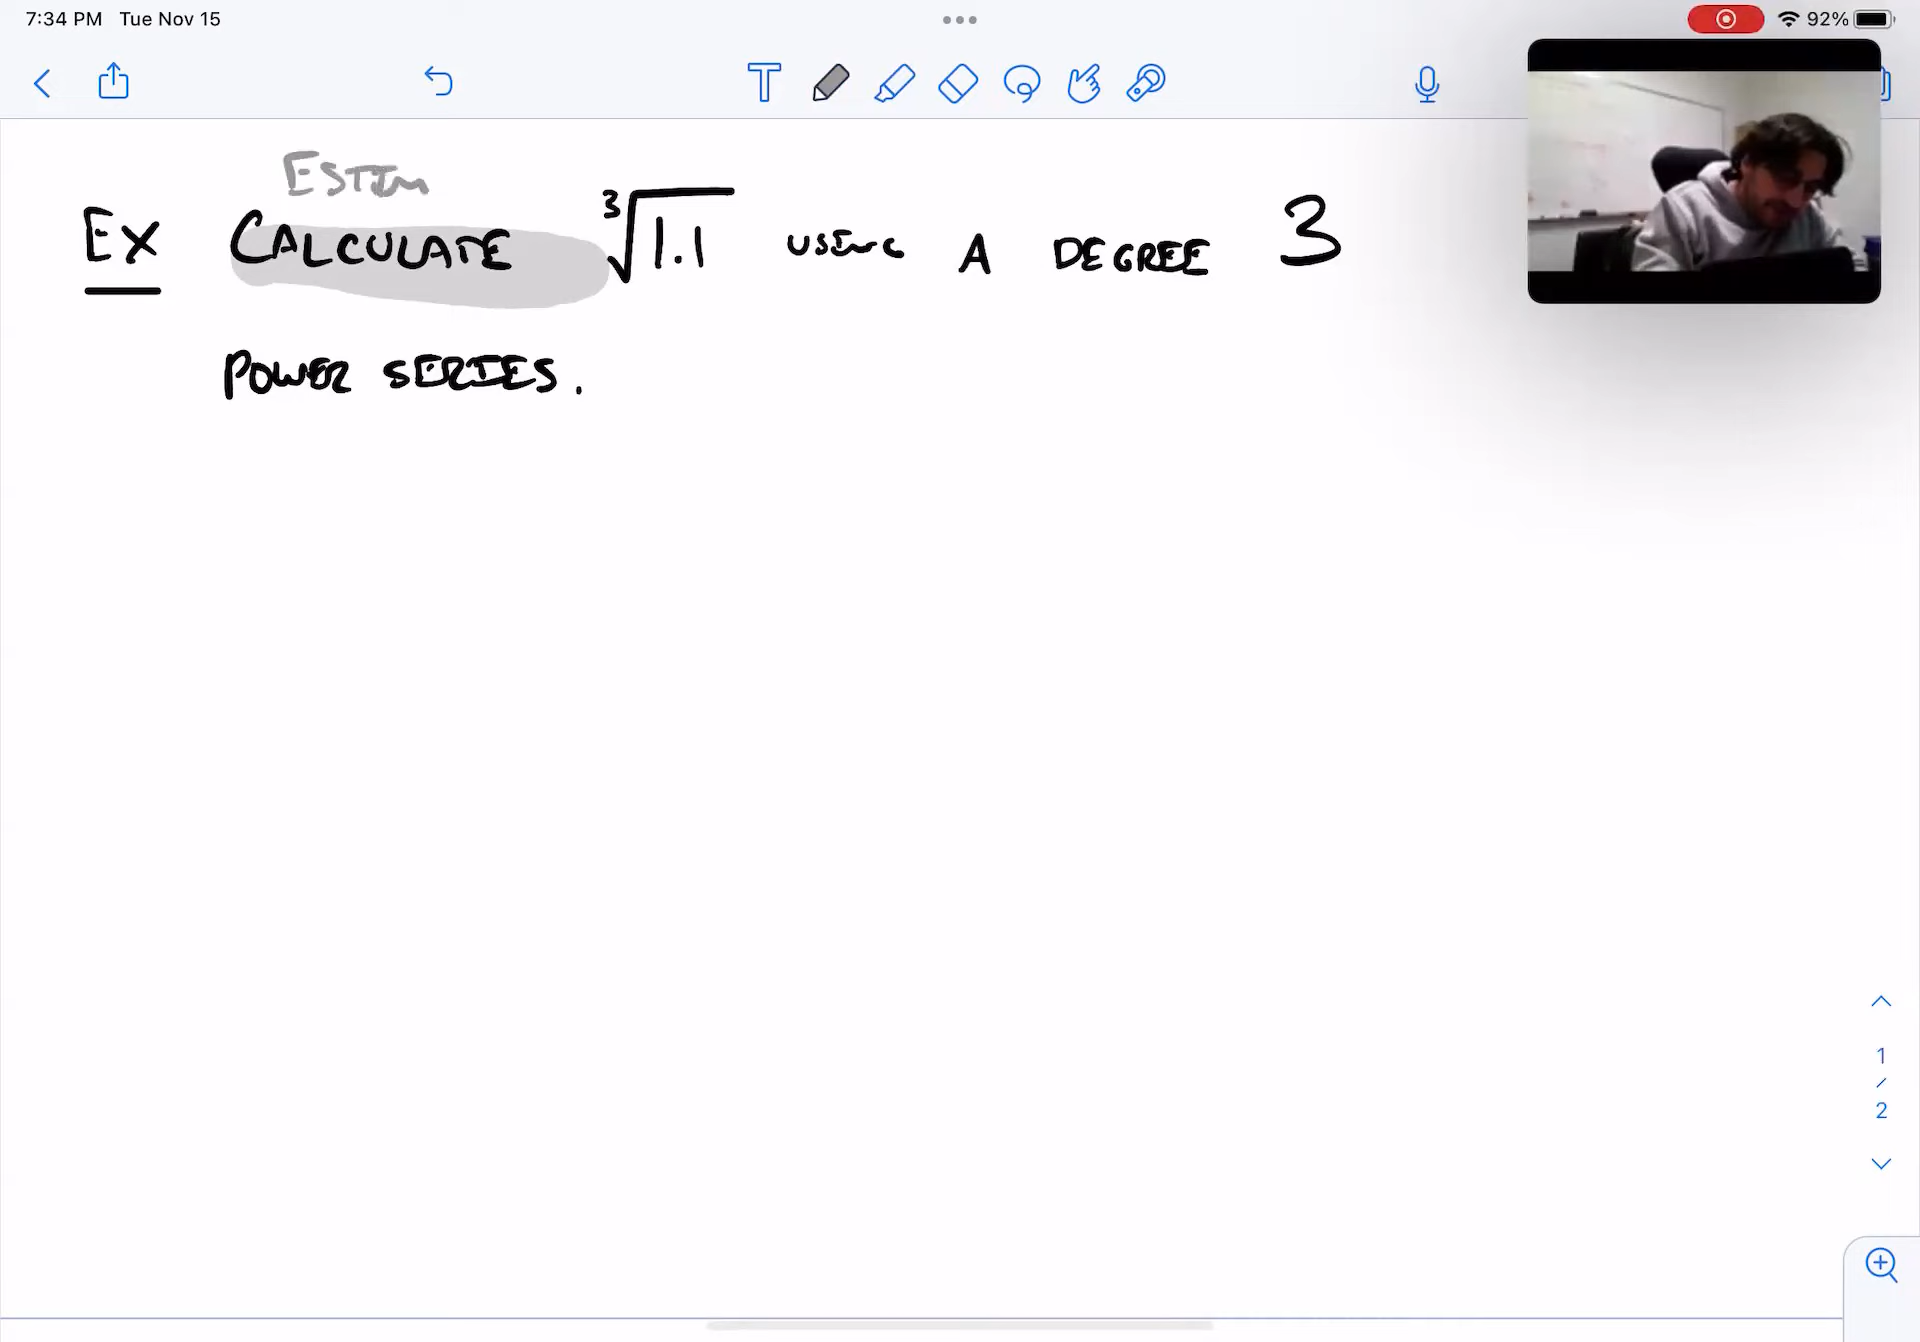 7:34 PM Tue Nov 15
92%
T
ESTIM
EX CALCULATE ∛1.1 USING A DEGREE 3
POWER SERIES.
1
/
2